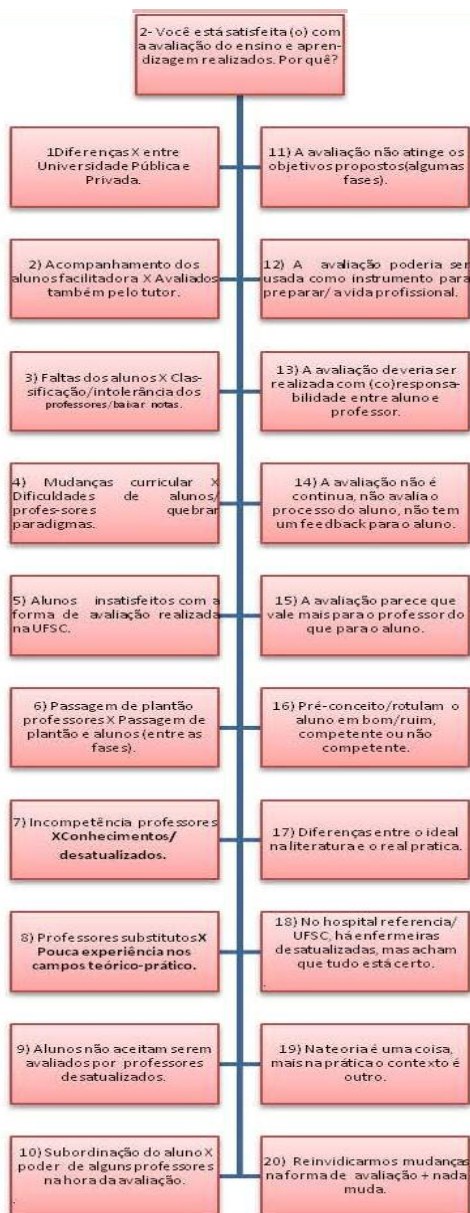 2- Você está satisfeita (o) com
a avaliação do ensino e apren-
dizagem realizados. Por quê?
1Diferenças X entre
Universidade Pública e
Privada.
2) Acompanhamento dos
alunos facilitadora X Avaliados
também pelo tutor.
3) Faltas dos alunos X Clas-
sificação/intolerância dos
professores/baixar notas.
4) Mudanças curricular X
Dificuldades de alunos/
profes-sores quebrar
paradigmas.
5) Alunos insatisfeitos com a
forma de avaliação realizada
na UFSC.
6) Passagem de plantão
professores X Passagem de
plantão e alunos (entre as
fases).
7) Incompetência professores
XConhecimentos/
desatualizados.
8) Professores substitutos X
Pouca experiência nos
campos teórico-prático.
9) Alunos não aceitam serem
avaliados por professores
desatualizados.
10) Subordinação do aluno X
poder de alguns professores
na hora da avaliação.
.
11) A avaliação não atinge os
objetivos propostos(algumas
fases).
12) A avaliação poderia ser
usada como instrumento para
preparar/ a vida profissional.
13) A avaliação deveria ser
realizada com (co)responsa-
bilidade entre aluno e
professor.
14) A avaliação não é
continua, não avalia o
processo do aluno, não tem
um feedback para o aluno.
15) A avaliação parece que
vale mais para o professor do
que para o aluno.
16) Pré-conceito/rotulam o
aluno em bom/ruim,
competente ou não
competente.
17) Diferenças entre o ideal
na literatura e o real pratica.
18) No hospital referencia/
UFSC, há enfermeiras
desatualizadas, mas acham
que tudo está certo.
.
19) Na teoria é uma coisa,
mais na prática o contexto é
outro.
20) Reinvidicarmos mudanças
na forma de avaliação + nada
muda.